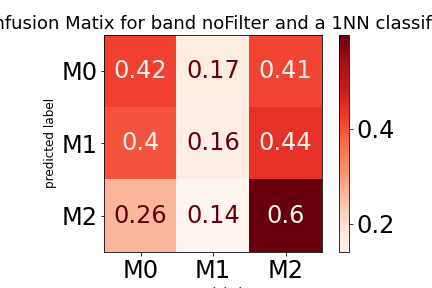 nfusion Matix for band noFilter and a 1NN classif
M0 0.42 0.17 0.41
M1 0.4 0.16 0.44
M2 0.26 0.14 0.6
M0 M1 M2
predicted label
0.4
0.2